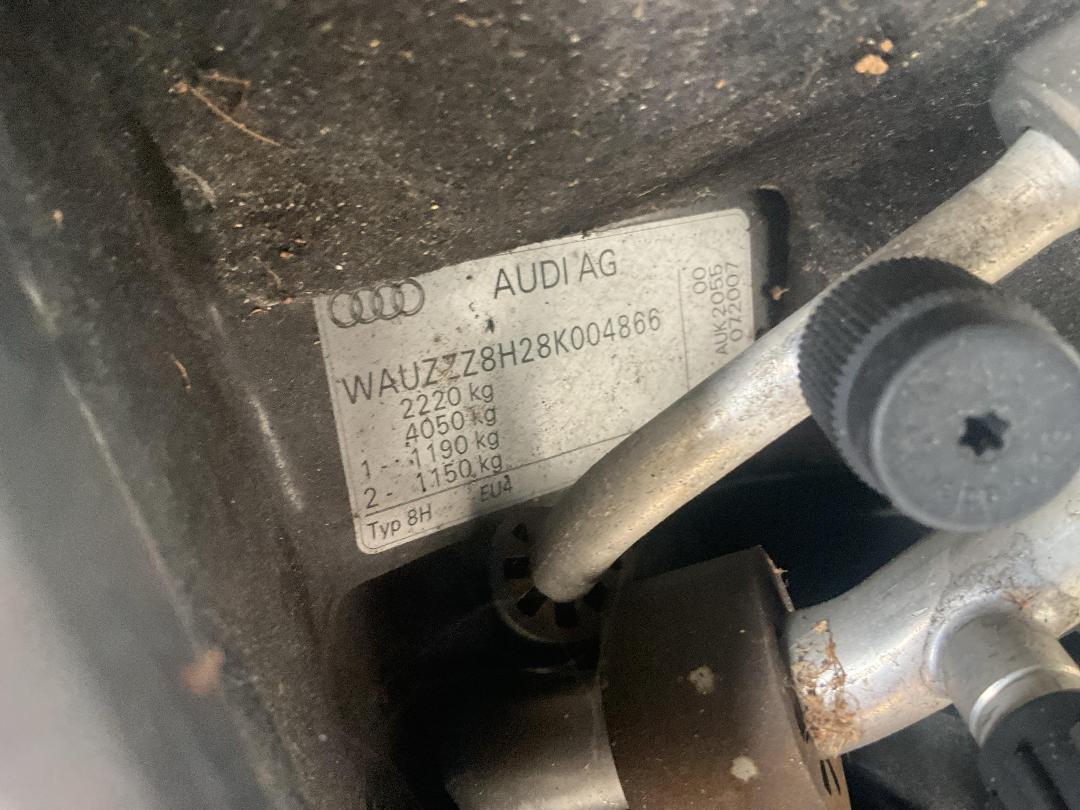 AUDI AG
WAUZZZ8H28K004866
2220 kg
4050 kg
1 - 1190 kg
2 - 1150 kg
Typ 8H EU4
00
AUK2055
072007